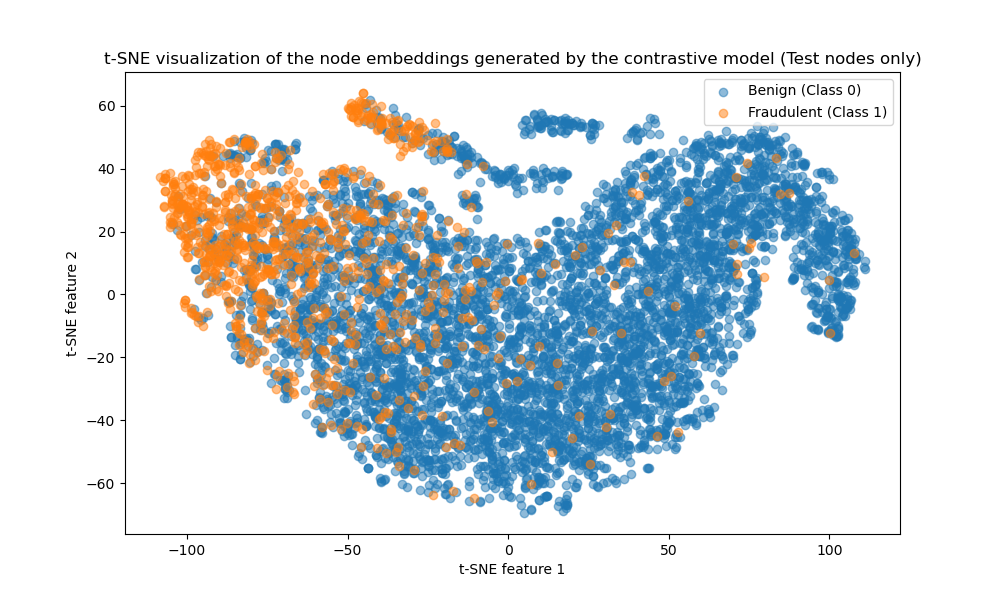 t-SNE visualization of the node embeddings generated by the contrastive model (Test nodes only)
Benign (Class 0)
Fraudulent (Class 1)
60
40
20
0
−20
−40
−60
t-SNE feature 2
−100
−50
0
50
100
t-SNE feature 1